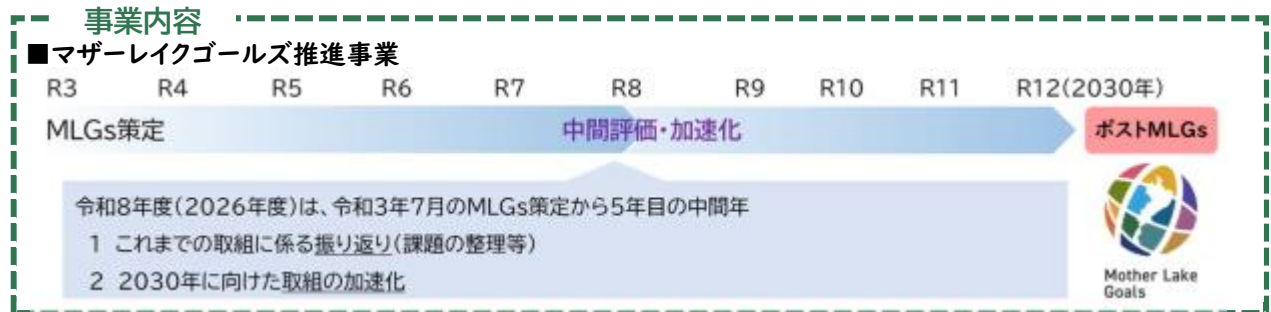 事業内容
■マザーレイクゴールズ推進事業
R3 R4 R5 R6 R7 R8 R9 R10 R11 R12(2030年)
MLGs策定 中間評価・加速化 ポストMLGs
令和8年度(2026年度)は、令和3年7月のMLGs策定から5年目の中間年
1 これまでの取組に係る振り返り(課題の整理等)
2 2030年に向けた取組の加速化
Mother Lake
Goals